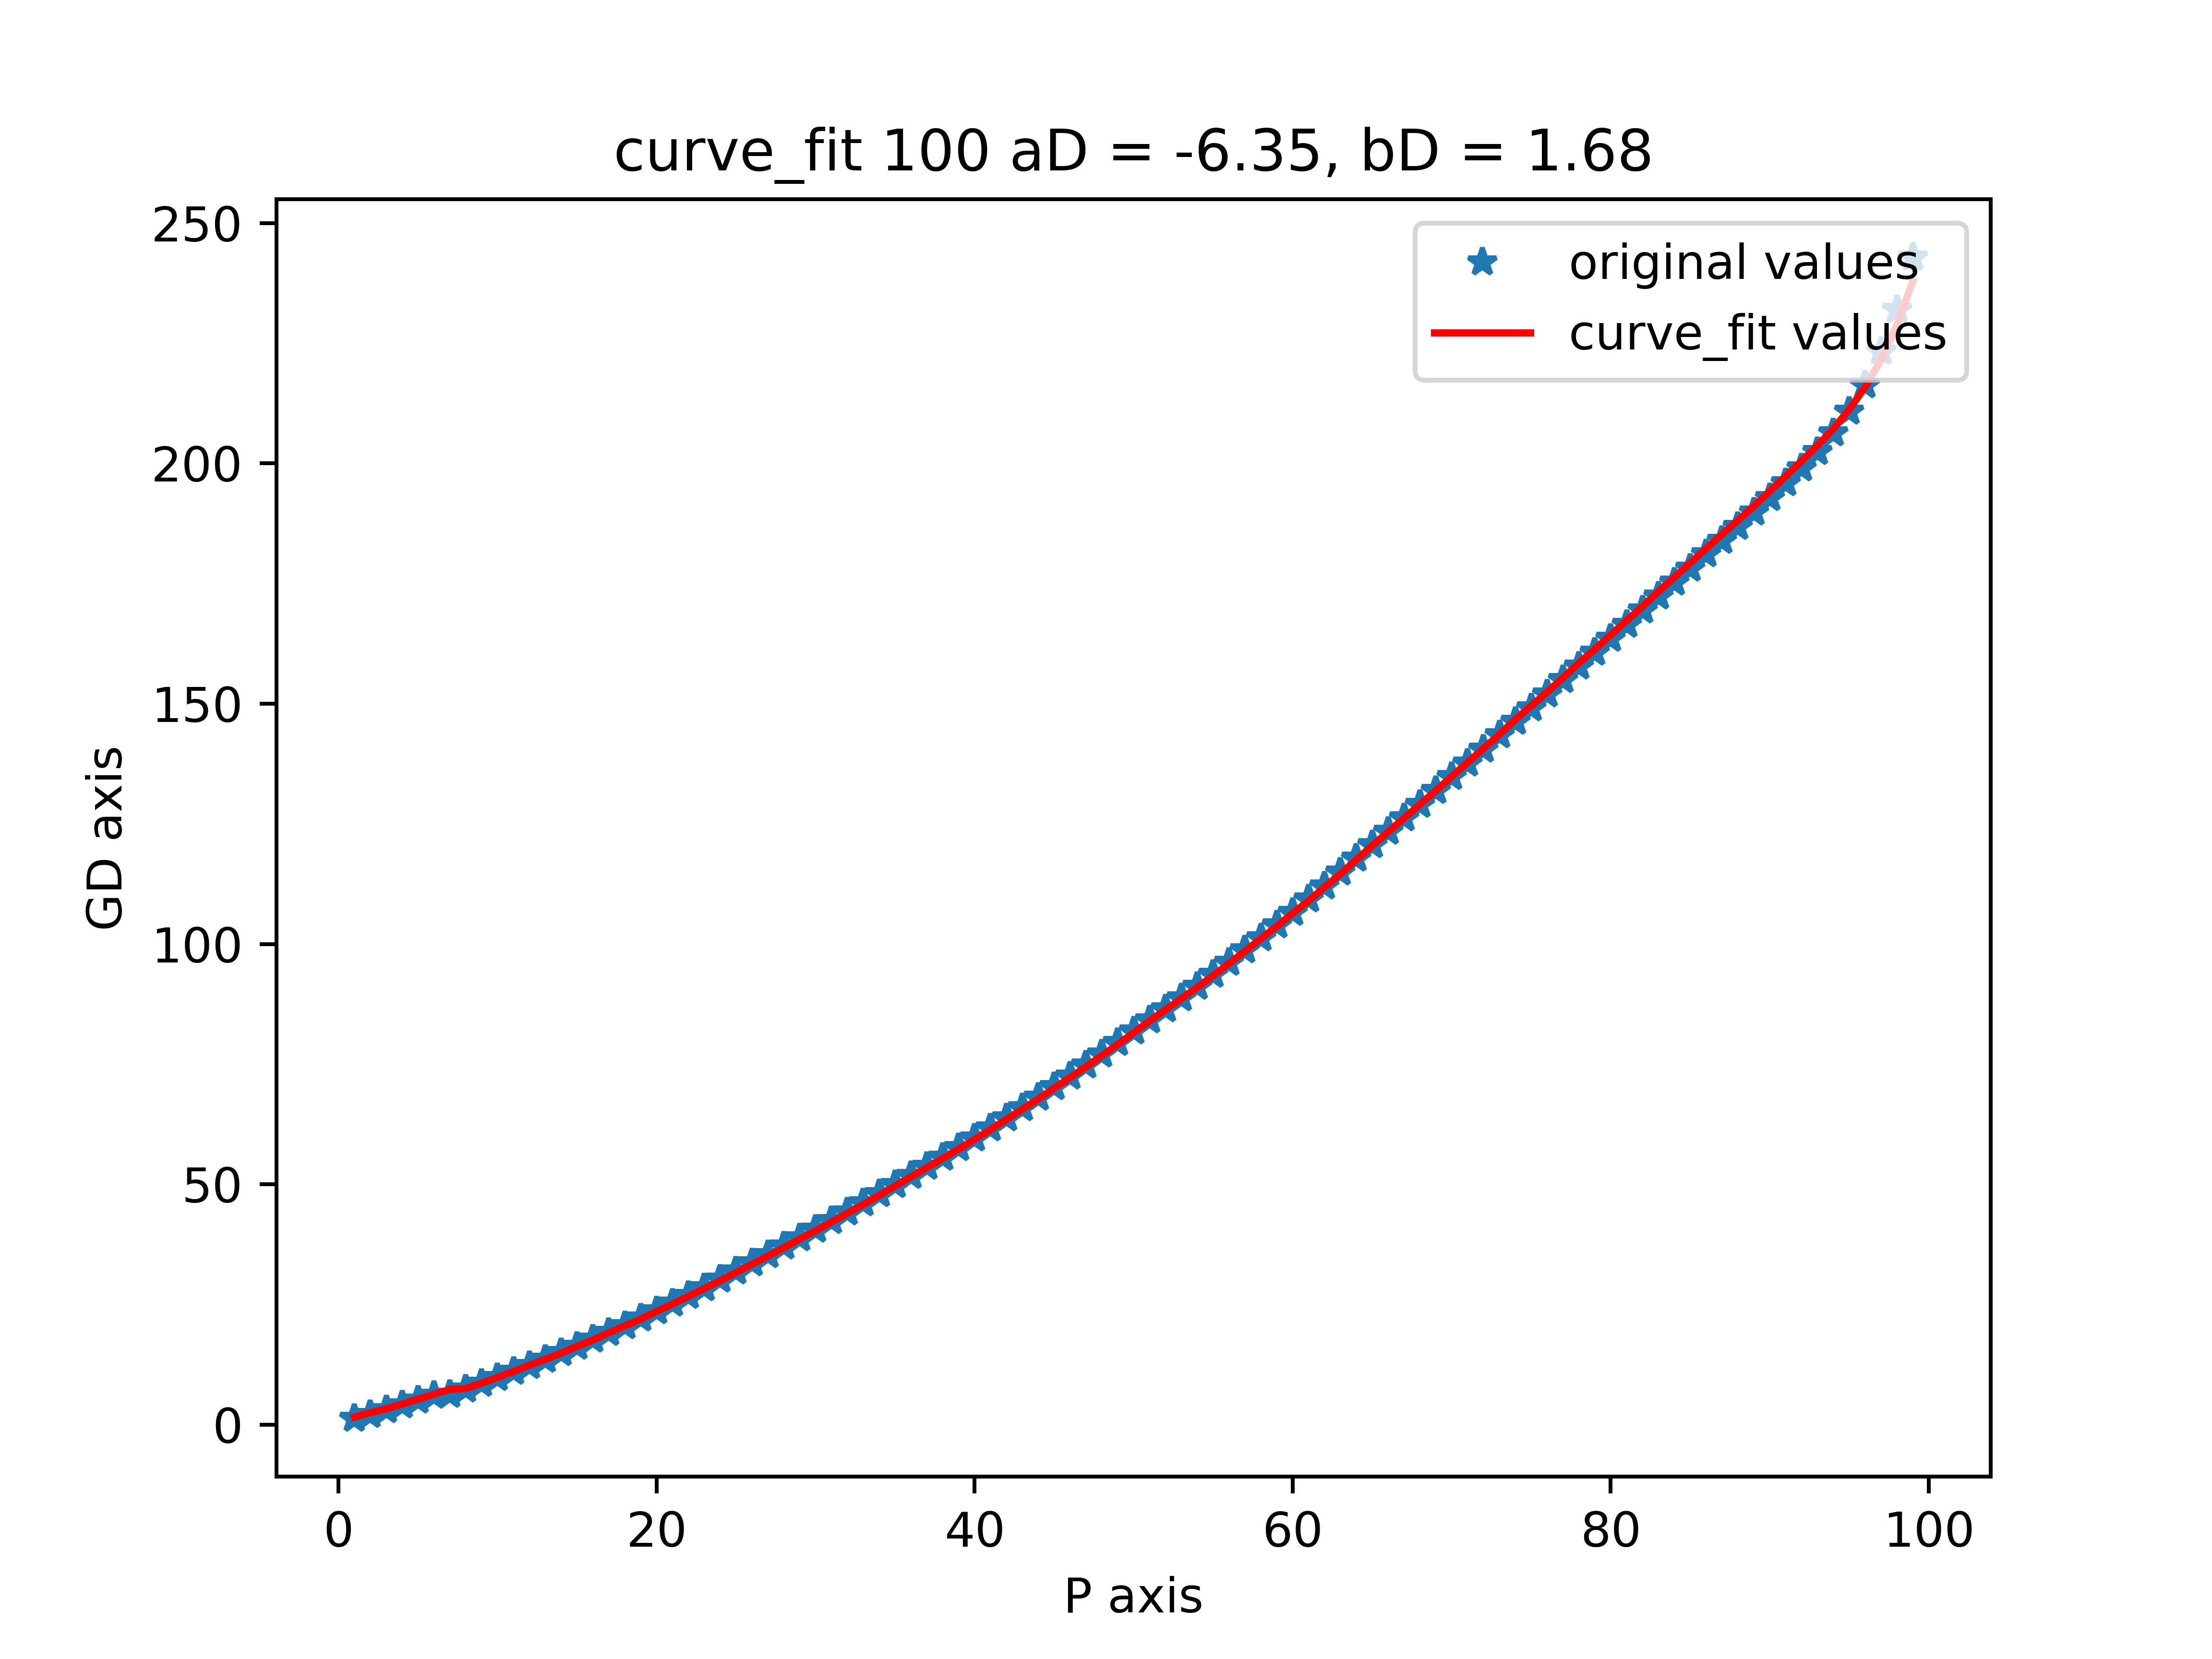 curve_fit 100 aD = -6.35, bD = 1.68
original values
curve_fit values
250
200
150
100
50
0
GD axis
0 20 40 60 80 100
P axis